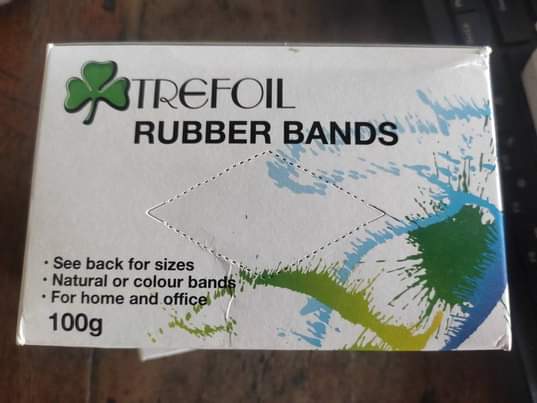 TREFOIL
RUBBER BANDS
• See back for sizes
• Natural or colour bands
• For home and office
100g